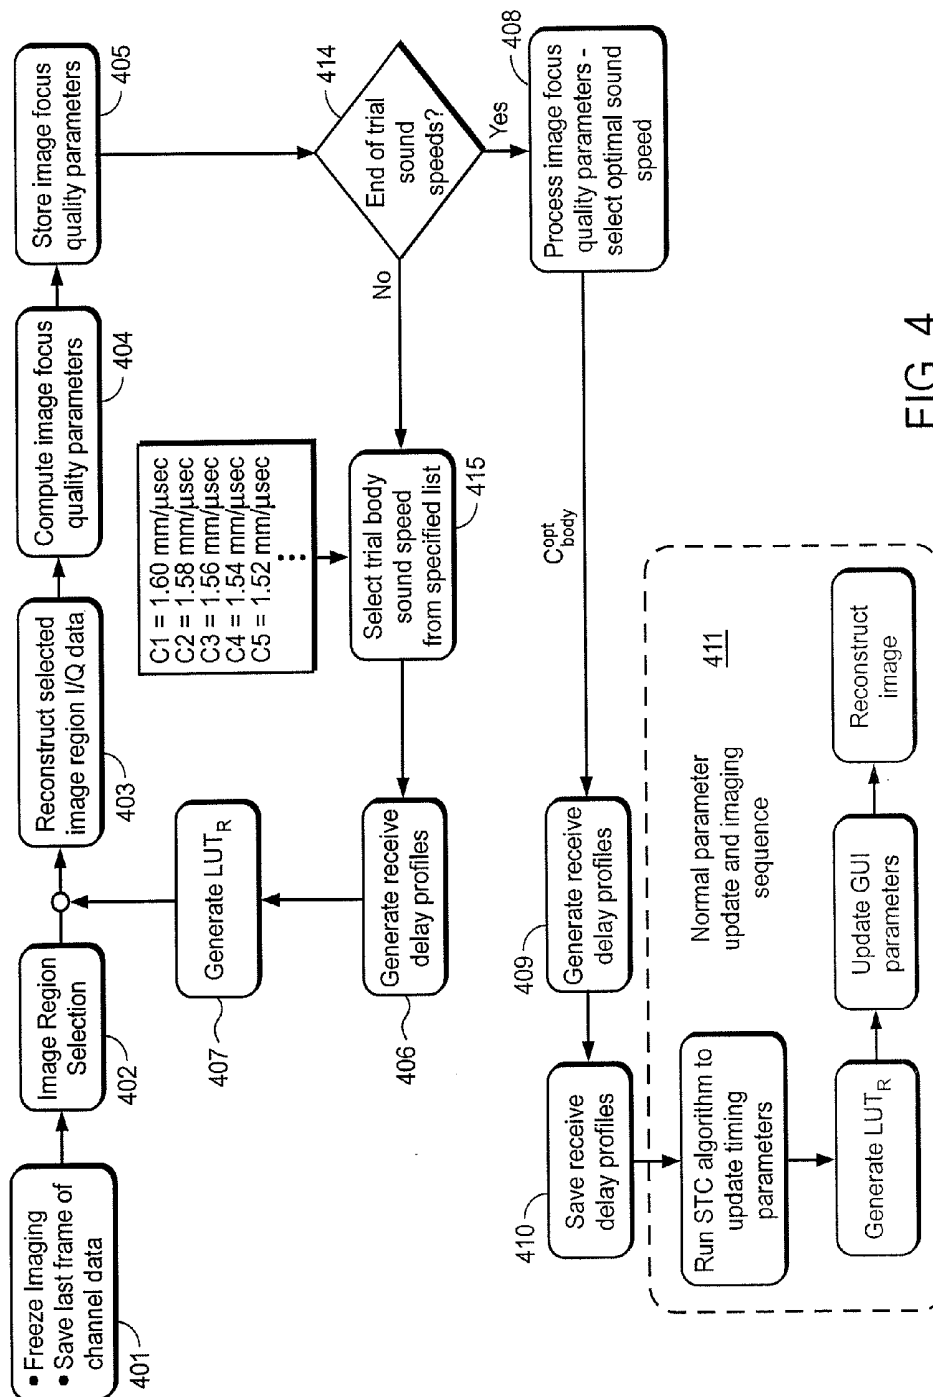 • Freeze Imaging
• Save last frame of
channel data
401
Image Region
Selection
402
Reconstruct selected
image region I/Q data
403
Compute image focus
quality parameters
404
Store image focus
quality parameters
405
End of trial
sound
speeds?
414
No
Yes
C1 = 1.60 mm/μsec
C2 = 1.58 mm/μsec
C3 = 1.56 mm/μsec
C4 = 1.54 mm/μsec
C5 = 1.52 mm/μsec
Select trial body
sound speed
from specified list
415
Generate receive
delay profiles
406
Generate LUT_R
407
Process image focus
quality parameters -
select optimal sound
speed
408
C^opt_body
Generate receive
delay profiles
409
Save receive
delay profiles
410
Normal parameter
update and imaging
sequence
411
Run STC algorithm to
update timing
parameters
Generate LUT_R
Update GUI
parameters
Reconstruct
image
FIG 4